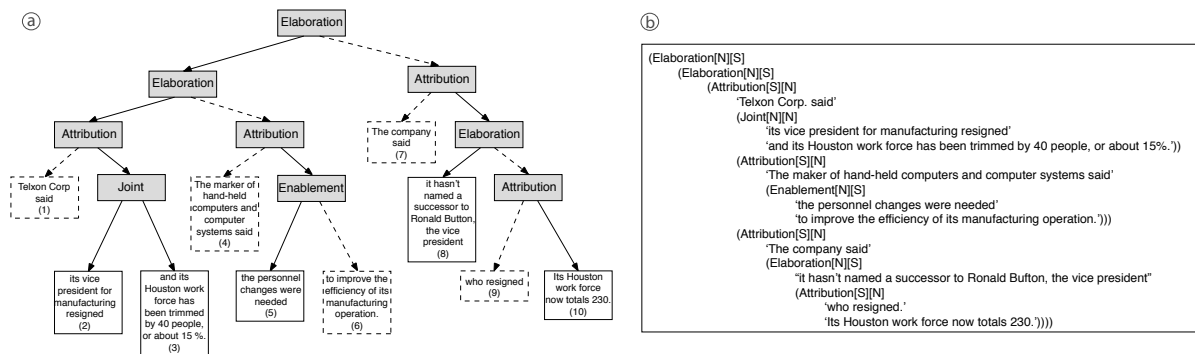 a
Elaboration
Elaboration
Attribution
Attribution
Attribution
The company
said
(7)
Elaboration
Telxon Corp
said
(1)
Joint
The marker of
hand-held
computers and
computer
systems said
(4)
Enablement
it hasn't
named a
successor to
Ronald Button,
the vice
president
(8)
Attribution
its vice
president for
manufacturing
resigned
(2)
and its
Houston work
force has
been trimmed
by 40 people,
or about 15 %.
(3)
the personnel
changes were
needed
(5)
to improve the
efficiency of its
manufacturing
operation.
(6)
who resigned
(9)
Its Houston
work force
now totals 230.
(10)
b
(Elaboration[N][S]
(Elaboration[N][S]
(Attribution[S][N]
‘Telxon Corp. said’
(Joint[N][N]
‘its vice president for manufacturing resigned’
‘and its Houston work force has been trimmed by 40 people, or about 15%.’))
(Attribution[S][N]
‘The maker of hand-held computers and computer systems said’
(Enablement[N][S]
‘the personnel changes were needed’
‘to improve the efficiency of its manufacturing operation.’)))
(Attribution[S][N]
‘The company said’
(Elaboration[N][S]
“it hasn’t named a successor to Ronald Bufton, the vice president”
(Attribution[S][N]
‘who resigned.’
‘Its Houston work force now totals 230.’))))